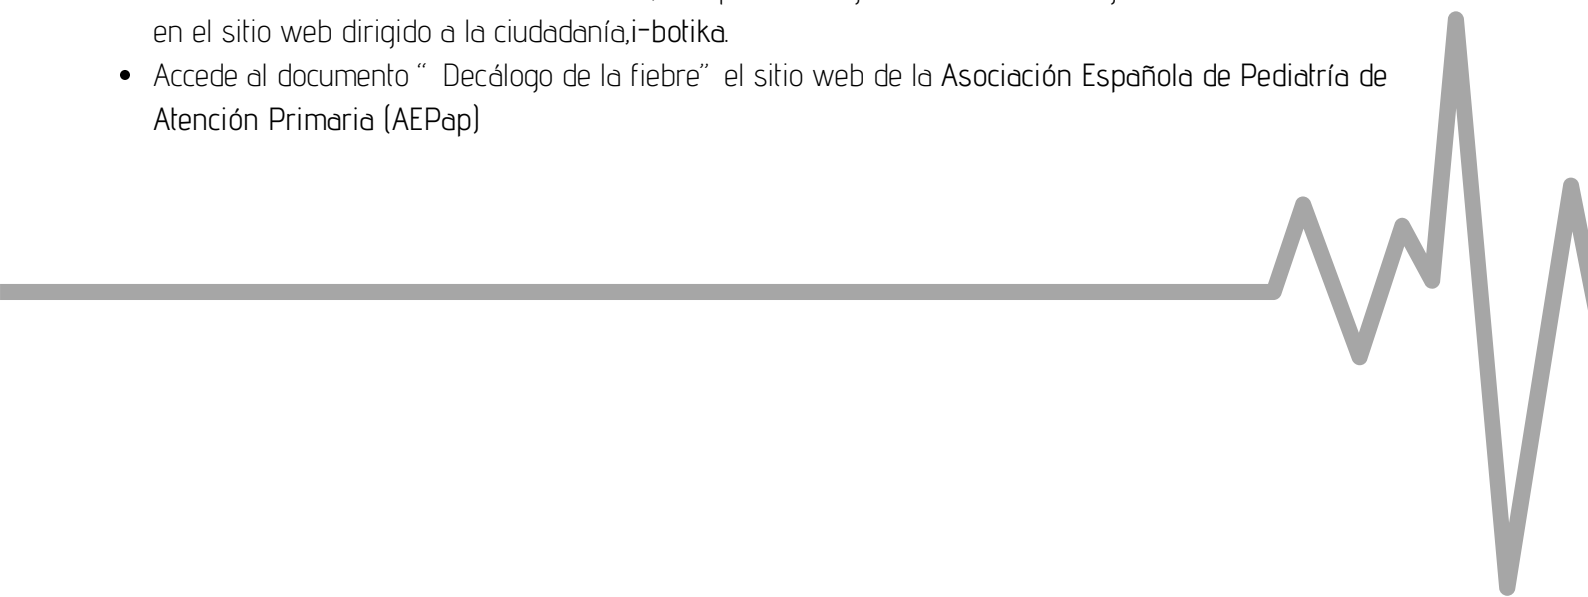 en el sitio web dirigido a la ciudadanía,i-botika.
• Accede al documento “ Decálogo de la fiebre” el sitio web de la Asociación Española de Pediatría de
Atención Primaria (AEPap)